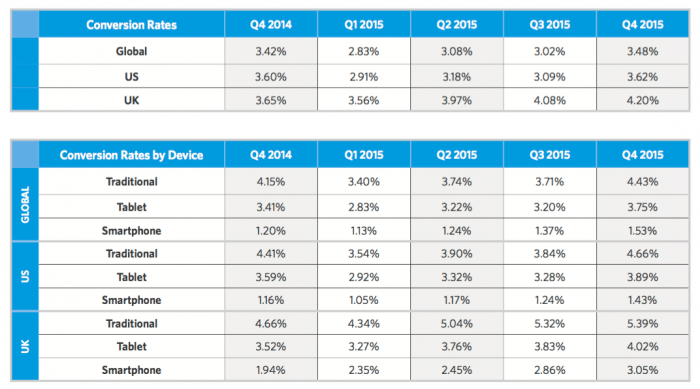 Conversion Rates Q4 2014 Q1 2015 Q2 2015 Q3 2015 Q4 2015
Global 3.42% 2.83% 3.08% 3.02% 3.48%
US 3.60% 2.91% 3.18% 3.09% 3.62%
UK 3.65% 3.56% 3.97% 4.08% 4.20%
Conversion Rates by Device Q4 2014 Q1 2015 Q2 2015 Q3 2015 Q4 2015
GLOBAL
Traditional 4.15% 3.40% 3.74% 3.71% 4.43%
Tablet 3.41% 2.83% 3.22% 3.20% 3.75%
Smartphone 1.20% 1.13% 1.24% 1.37% 1.53%
US
Traditional 4.41% 3.54% 3.90% 3.84% 4.66%
Tablet 3.59% 2.92% 3.32% 3.28% 3.89%
Smartphone 1.16% 1.05% 1.17% 1.24% 1.43%
UK
Traditional 4.66% 4.34% 5.04% 5.32% 5.39%
Tablet 3.52% 3.27% 3.76% 3.83% 4.02%
Smartphone 1.94% 2.35% 2.45% 2.86% 3.05%